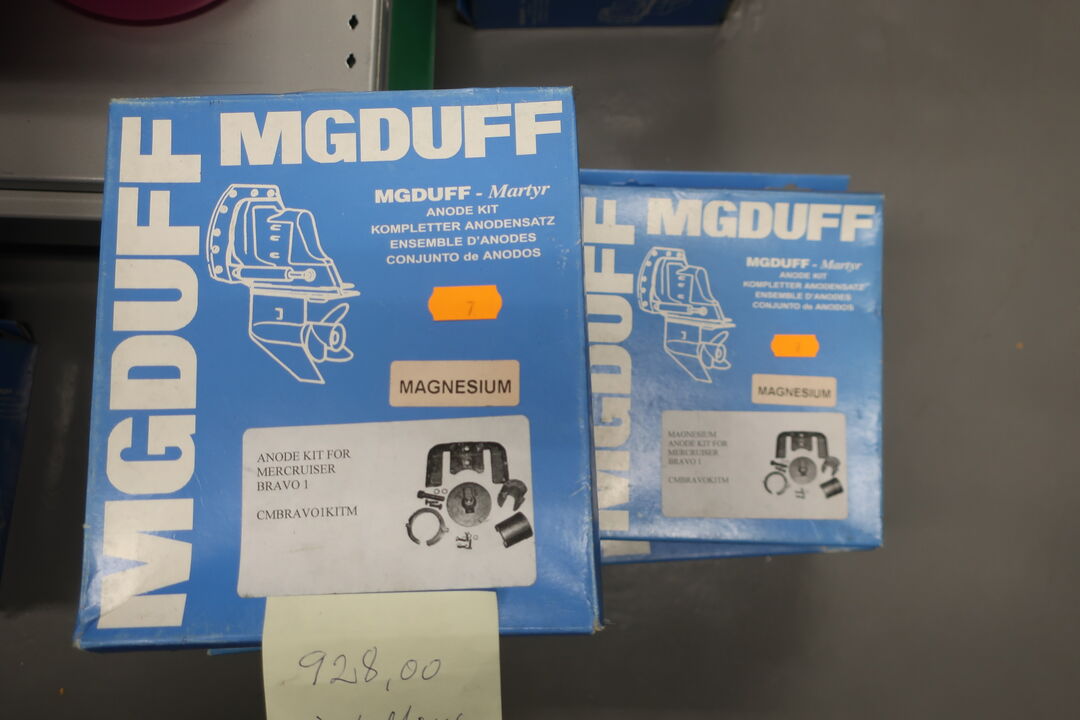 MGDUFF
MGDUFF
MGDUFF - Martyr
ANODE KIT
KOMPLETTER ANODENSATZ
ENSEMBLE D'ANODES
CONJUNTO de ANODOS
7
MAGNESIUM
ANODE KIT FOR
MERCRUISER
BRAVO 1
CMBRAVO1KITM
928,00
MGDUFF
MGDUFF
MGDUFF - Martyr
ANODE KIT
KOMPLETTER ANODENSATZ
ENSEMBLE D'ANODES
CONJUNTO de ANODOS
7
MAGNESIUM
MAGNESIUM
ANODE KIT FOR
MERCRUISER
BRAVO 1
CMBRAVOKITM